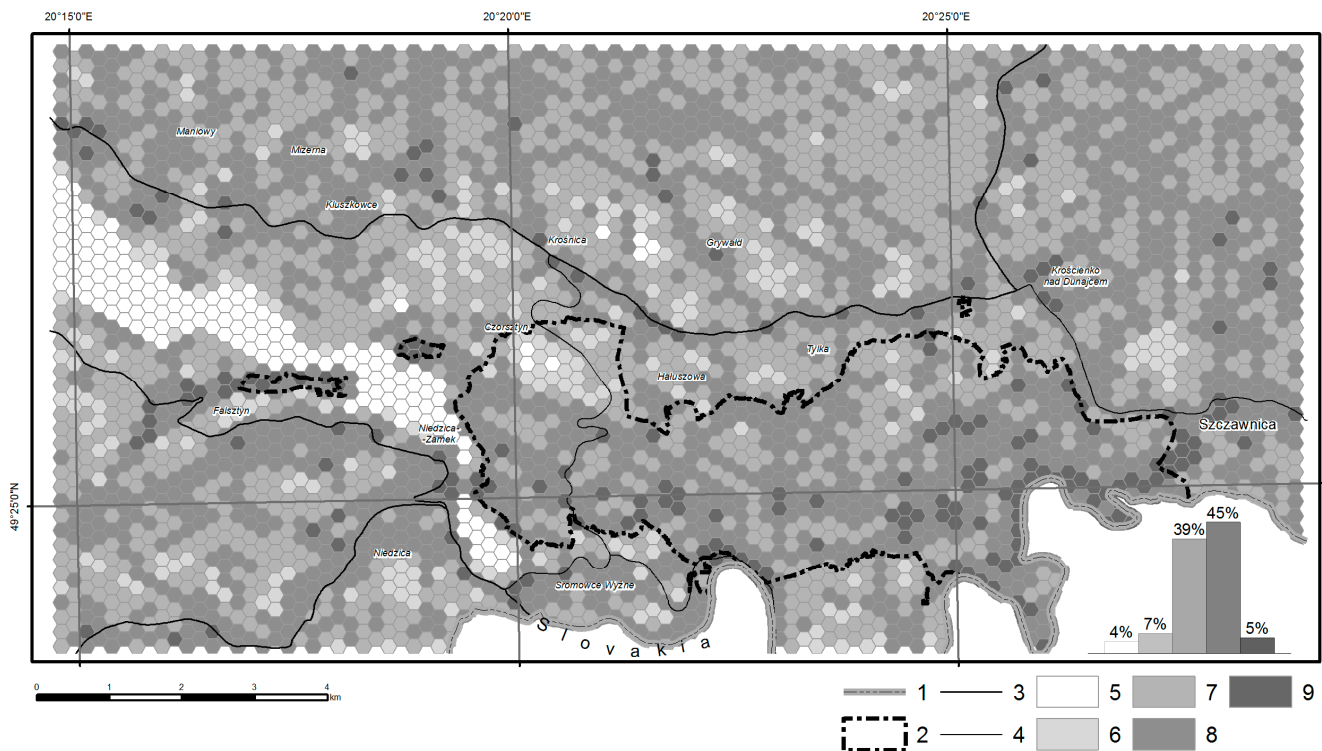 20°15'0"E
20°20'0"E
20°25'0"E
Maniowy
Mizerna
Kluszkowce
Krośnica
Grywałd
Krościenko
nad Dunajcem
Czorsztyn
Tylka
Hałuszowa
Falsztyn
Niedzica-
-Zamek
Szczawnica
49°25'0"N
Niedzica
Sromowce Wyżne
Slovakia
4%
7%
39%
45%
5%
0
1
2
3
4
km
1
3
5
7
9
2
4
6
8